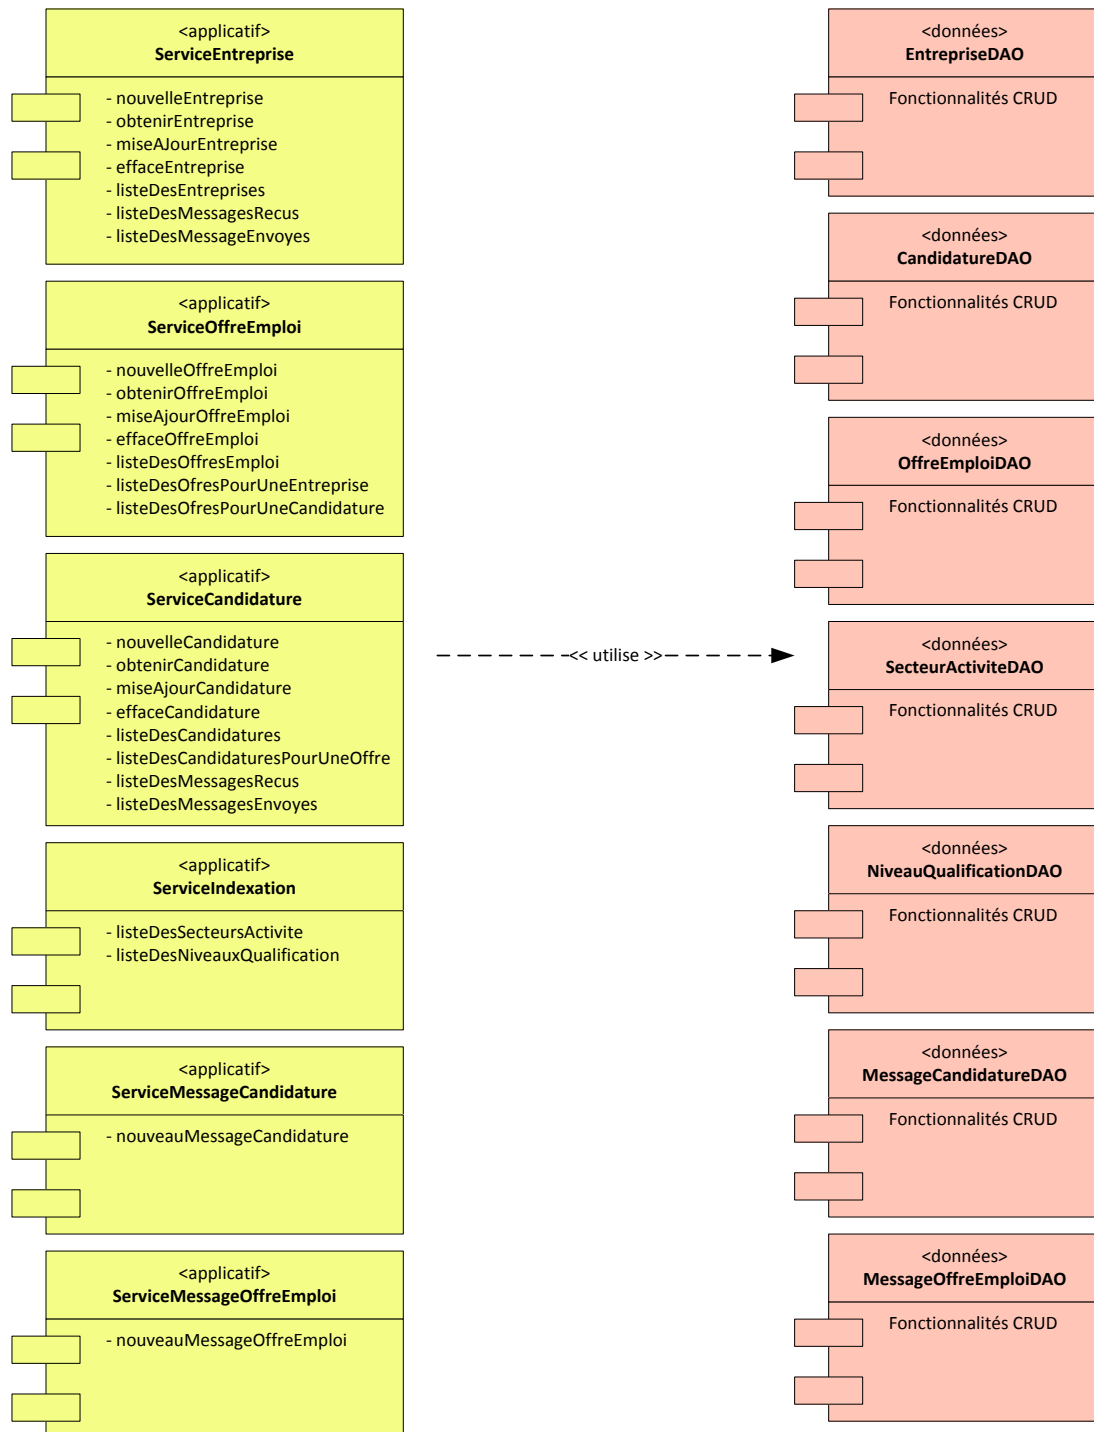 <applicatif>
ServiceEntreprise
- nouvelleEntreprise
- obtenirEntreprise
- miseAJourEntreprise
- effaceEntreprise
- listeDesEntreprises
- listeDesMessagesRecus
- listeDesMessageEnvoyes
<applicatif>
ServiceOffreEmploi
- nouvelleOffreEmploi
- obtenirOffreEmploi
- miseAjourOffreEmploi
- effaceOffreEmploi
- listeDesOffresEmploi
- listeDesOfresPourUneEntreprise
- listeDesOfresPourUneCandidature
<applicatif>
ServiceCandidature
- nouvelleCandidature
- obtenirCandidature
- miseAjourCandidature
- effaceCandidature
- listeDesCandidatures
- listeDesCandidaturesPourUneOffre
- listeDesMessagesRecus
- listeDesMessagesEnvoyes
<applicatif>
ServiceIndexation
- listeDesSecteursActivite
- listeDesNiveauxQualification
<applicatif>
ServiceMessageCandidature
- nouveauMessageCandidature
<applicatif>
ServiceMessageOffreEmploi
- nouveauMessageOffreEmploi
<< utilise >>
<données>
EntrepriseDAO
Fonctionnalités CRUD
<données>
CandidatureDAO
Fonctionnalités CRUD
<données>
OffreEmploiDAO
Fonctionnalités CRUD
<données>
SecteurActiviteDAO
Fonctionnalités CRUD
<données>
NiveauQualificationDAO
Fonctionnalités CRUD
<données>
MessageCandidatureDAO
Fonctionnalités CRUD
<données>
MessageOffreEmploiDAO
Fonctionnalités CRUD